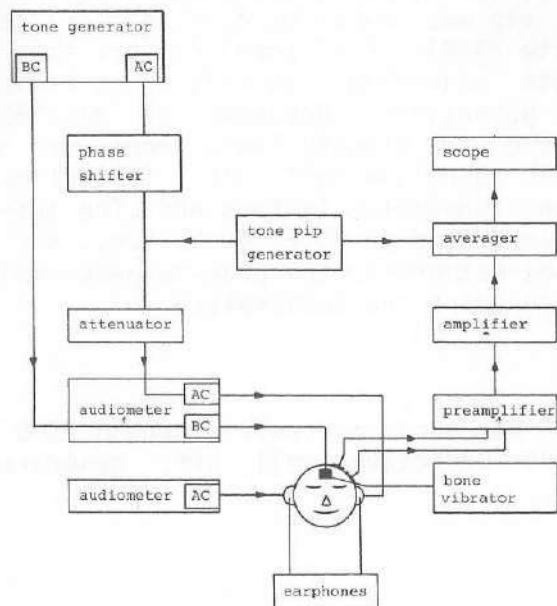 tone generator
BC
AC
phase
shifter
scope
tone pip
generator
averager
attenuator
amplifier
AC
audiometer
BC
preamplifier
audiometer
AC
bone
vibrator
earphones